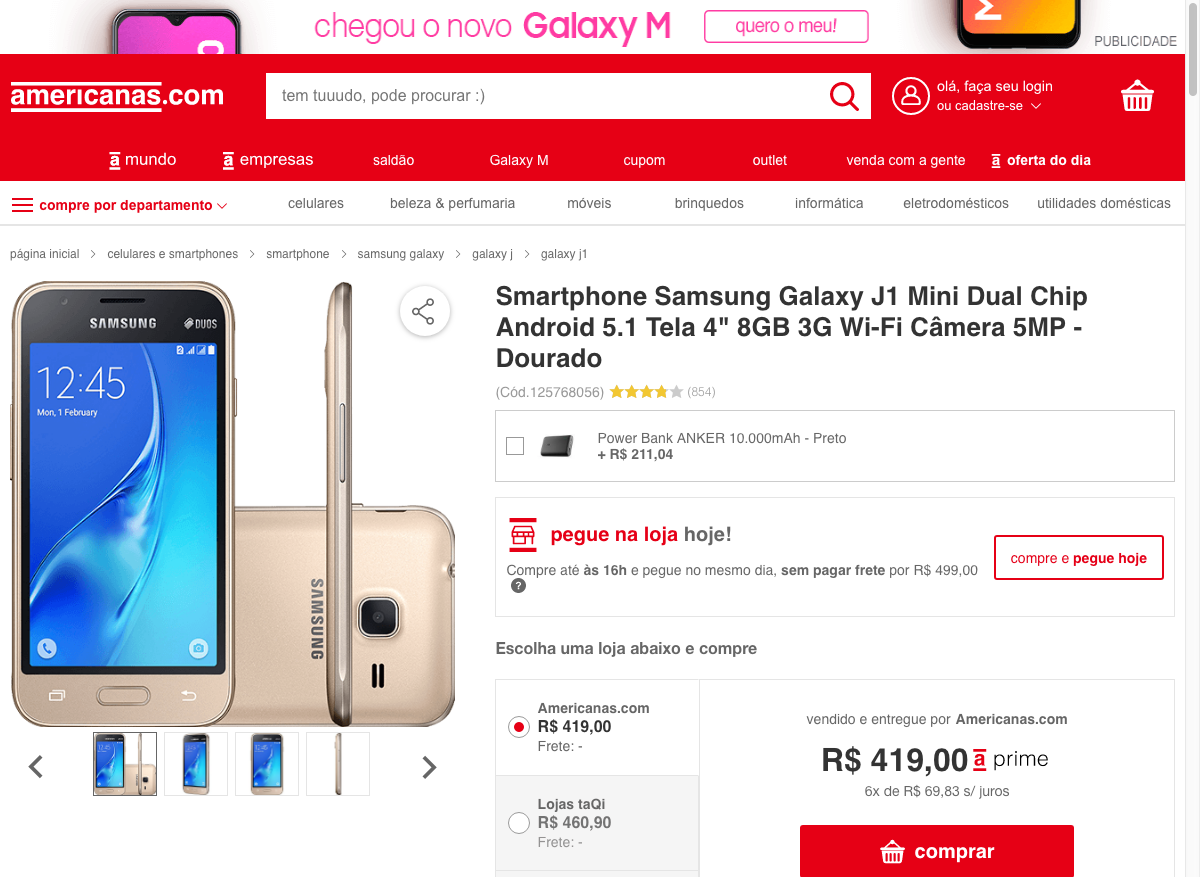 chegou o novo Galaxy M
quero o meu!
PUBLICIDADE
americanas.com
tem tuuudo, pode procurar :)
olá, faça seu login
ou cadastre-se
a mundo
a empresas
saldão
Galaxy M
cupom
outlet
venda com a gente
a oferta do dia
compre por departamento
celulares
beleza & perfumaria
móveis
brinquedos
informática
eletrodomésticos
utilidades domésticas
página inicial > celulares e smartphones > smartphone > samsung galaxy > galaxy j > galaxy j1
SAMSUNG
DUOS
12:45
Mon, 1 February
SAMSUNG
Smartphone Samsung Galaxy J1 Mini Dual Chip
Android 5.1 Tela 4" 8GB 3G Wi-Fi Câmera 5MP -
Dourado
(Cód.125768056)
(854)
Power Bank ANKER 10.000mAh - Preto
+ R$ 211,04
pegue na loja hoje!
Compre até às 16h e pegue no mesmo dia, sem pagar frete por R$ 499,00
?
compre e pegue hoje
Escolha uma loja abaixo e compre
Americanas.com
R$ 419,00
Frete: -
Lojas taQi
R$ 460,90
Frete: -
vendido e entregue por Americanas.com
R$ 419,00 a prime
6x de R$ 69,83 s/ juros
comprar